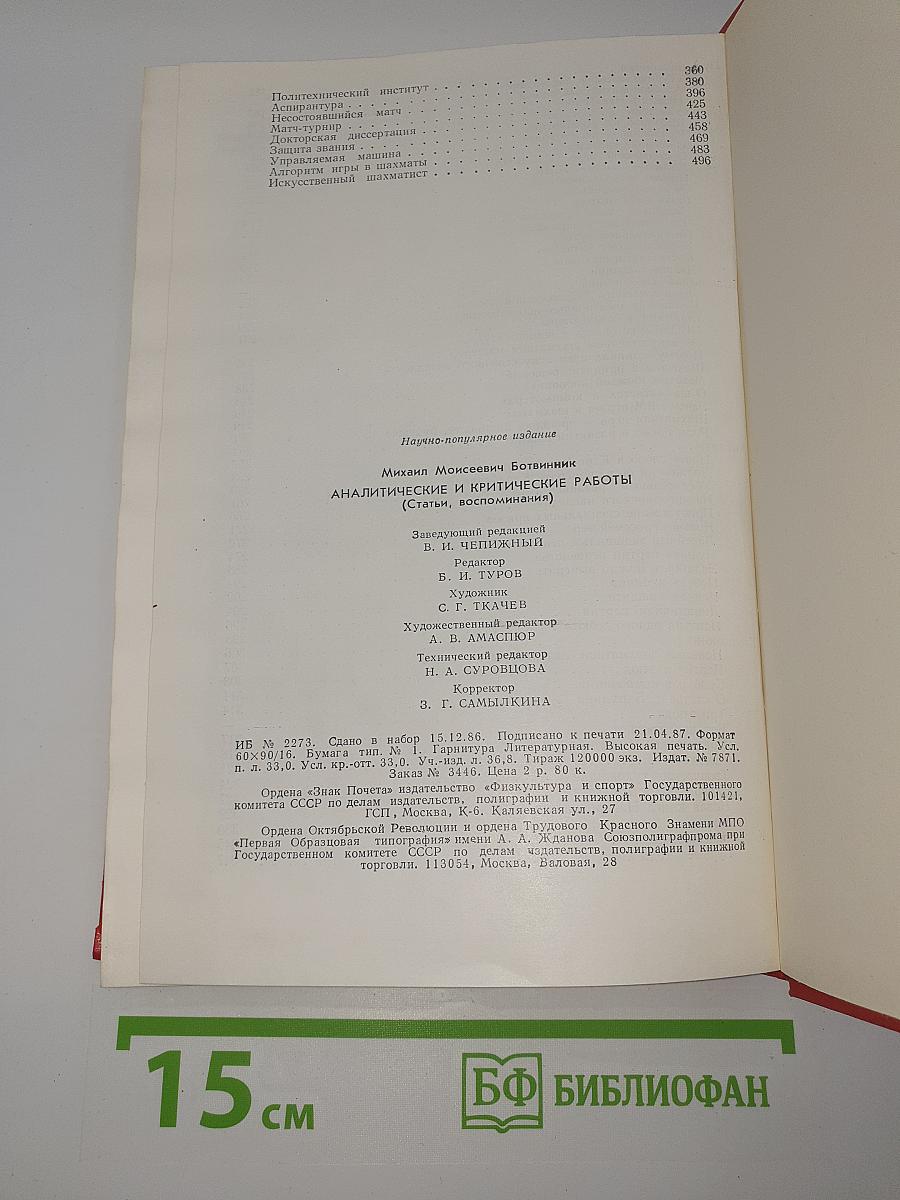 Политехнический институт . . . . . . . . . . . . . . . . 360
Аспирантура . . . . . . . . . . . . . . . . 380
Несостоявшийся матч . . . . . . . . . . . . . . . . 396
Матч-турнир . . . . . . . . . . . . . . . . 425
Докторская диссертация . . . . . . . . . . . . . . . . 443
Защита звания . . . . . . . . . . . . . . . . 458
Управляемая машина . . . . . . . . . . . . . . . . 469
Алгоритм игры в шахматы . . . . . . . . . . . . . . . . 483
Искусственный шахматист . . . . . . . . . . . . . . . . 496
Научно-популярное издание
Михаил Моисеевич Ботвинник
АНАЛИТИЧЕСКИЕ И КРИТИЧЕСКИЕ РАБОТЫ
(Статьи, воспоминания)
Заведующий редакцией
В. И. ЧЕПИЖНЫЙ
Редактор
Б. И. ТУРОВ
Художник
С. Г. ТКАЧЕВ
Художественный редактор
А. В. АМАСПЮР
Технический редактор
Н. А. СУРОВЦОВА
Корректор
З. Г. САМЫЛКИНА
ИБ № 2273. Сдано в набор 15.12.86. Подписано к печати 21.04.87. Формат
60×90/16. Бумага тип. № 1. Гарнитура Литературная. Высокая печать. Усл.
п. л. 33,0. Усл. кр.-отт. 33,0. Уч.-изд. л. 36,8. Тираж 120000 экз. Издат. № 7871.
Заказ № 3446. Цена 2 р. 80 к.
Ордена «Знак Почета» издательство «Физкультура и спорт» Государственного
комитета СССР по делам издательств, полиграфии и книжной торговли. 101421,
ГСП, Москва, К-6. Каляевская ул., 27
Ордена Октябрьской Революции и ордена Трудового Красного Знамени МПО
«Первая Образцовая типография» имени А. А. Жданова Союзполиграфпрома при
Государственном комитете СССР по делам издательств, полиграфии и книжной
торговли. 113054, Москва, Валовая, 28
15 см
БФ БИБЛИОФАН